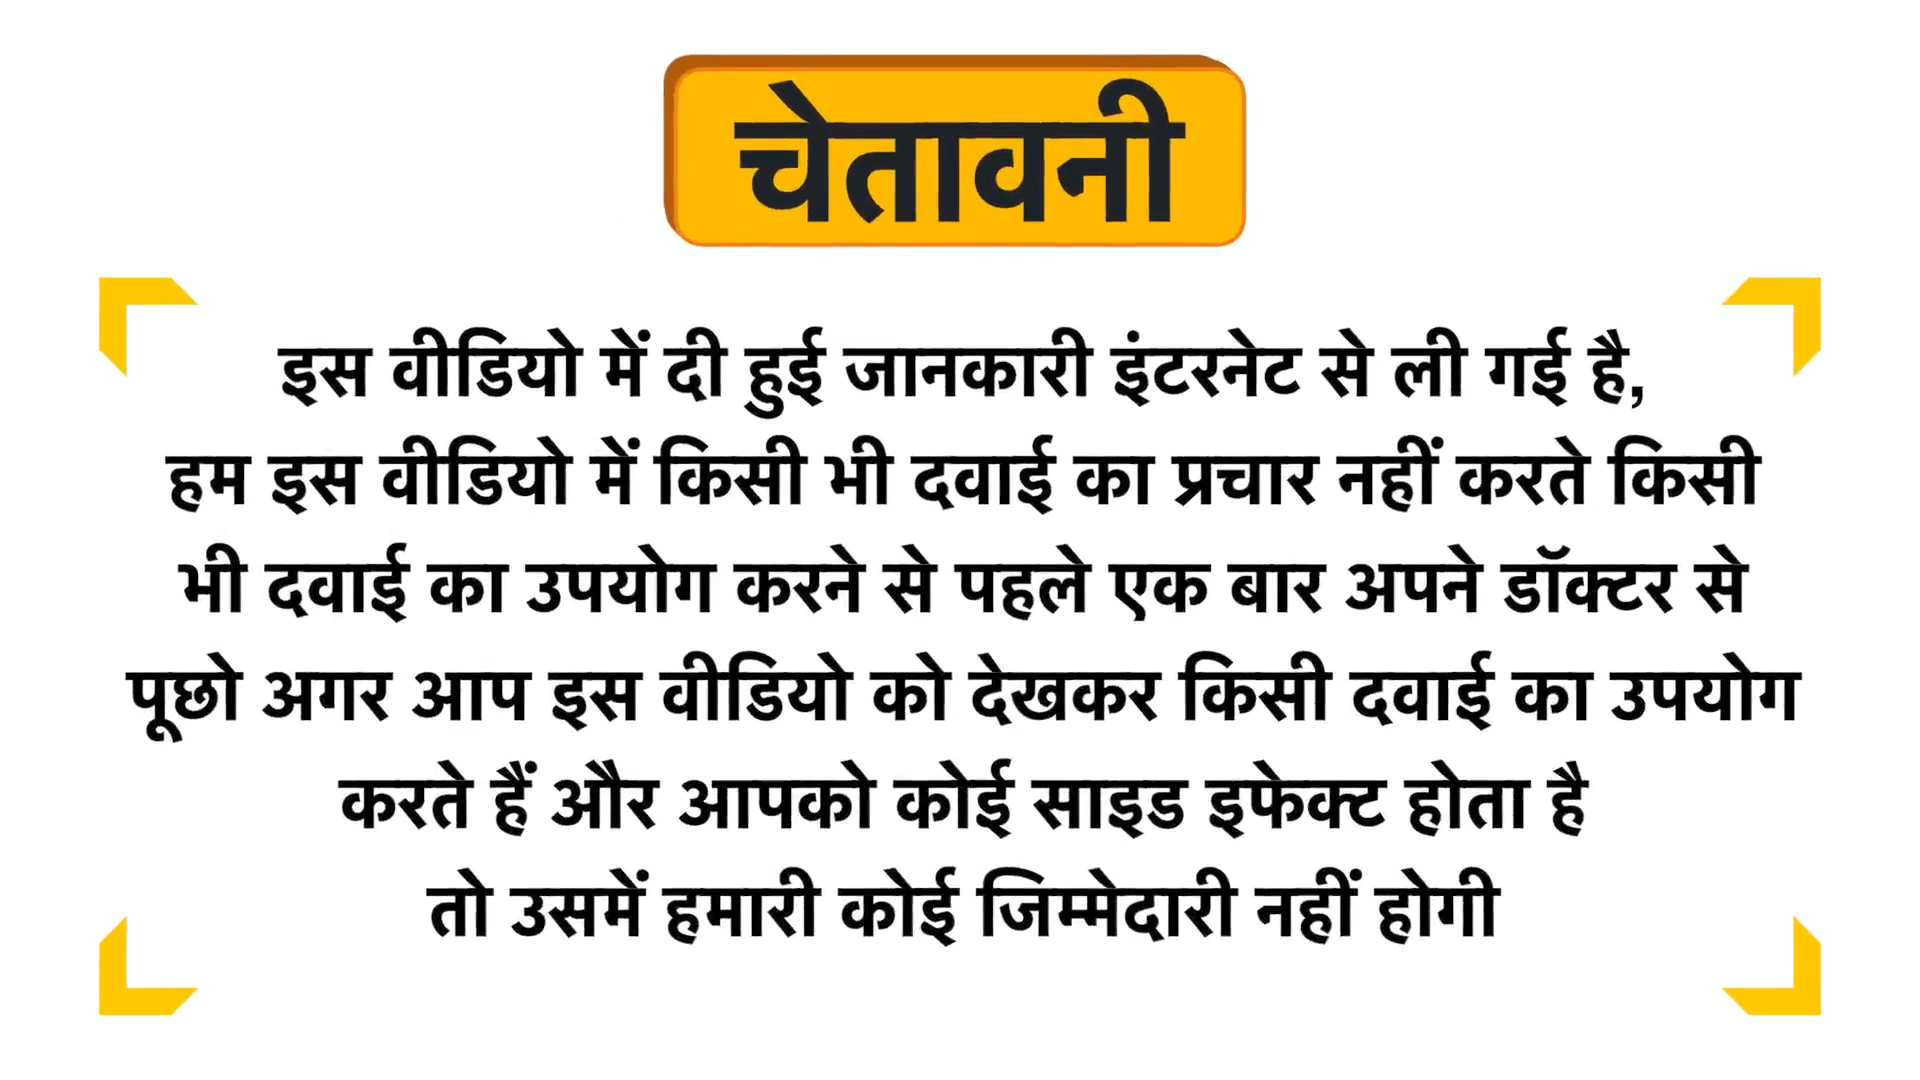 चेतावनी
इस वीडियो में दी हुई जानकारी इंटरनेट से ली गई है,
हम इस वीडियो में किसी भी दवाई का प्रचार नहीं करते किसी
भी दवाई का उपयोग करने से पहले एक बार अपने डॉक्टर से
पूछो अगर आप इस वीडियो को देखकर किसी दवाई का उपयोग
करते हैं और आपको कोई साइड इफेक्ट होता है
तो उसमें हमारी कोई जिम्मेदारी नहीं होगी